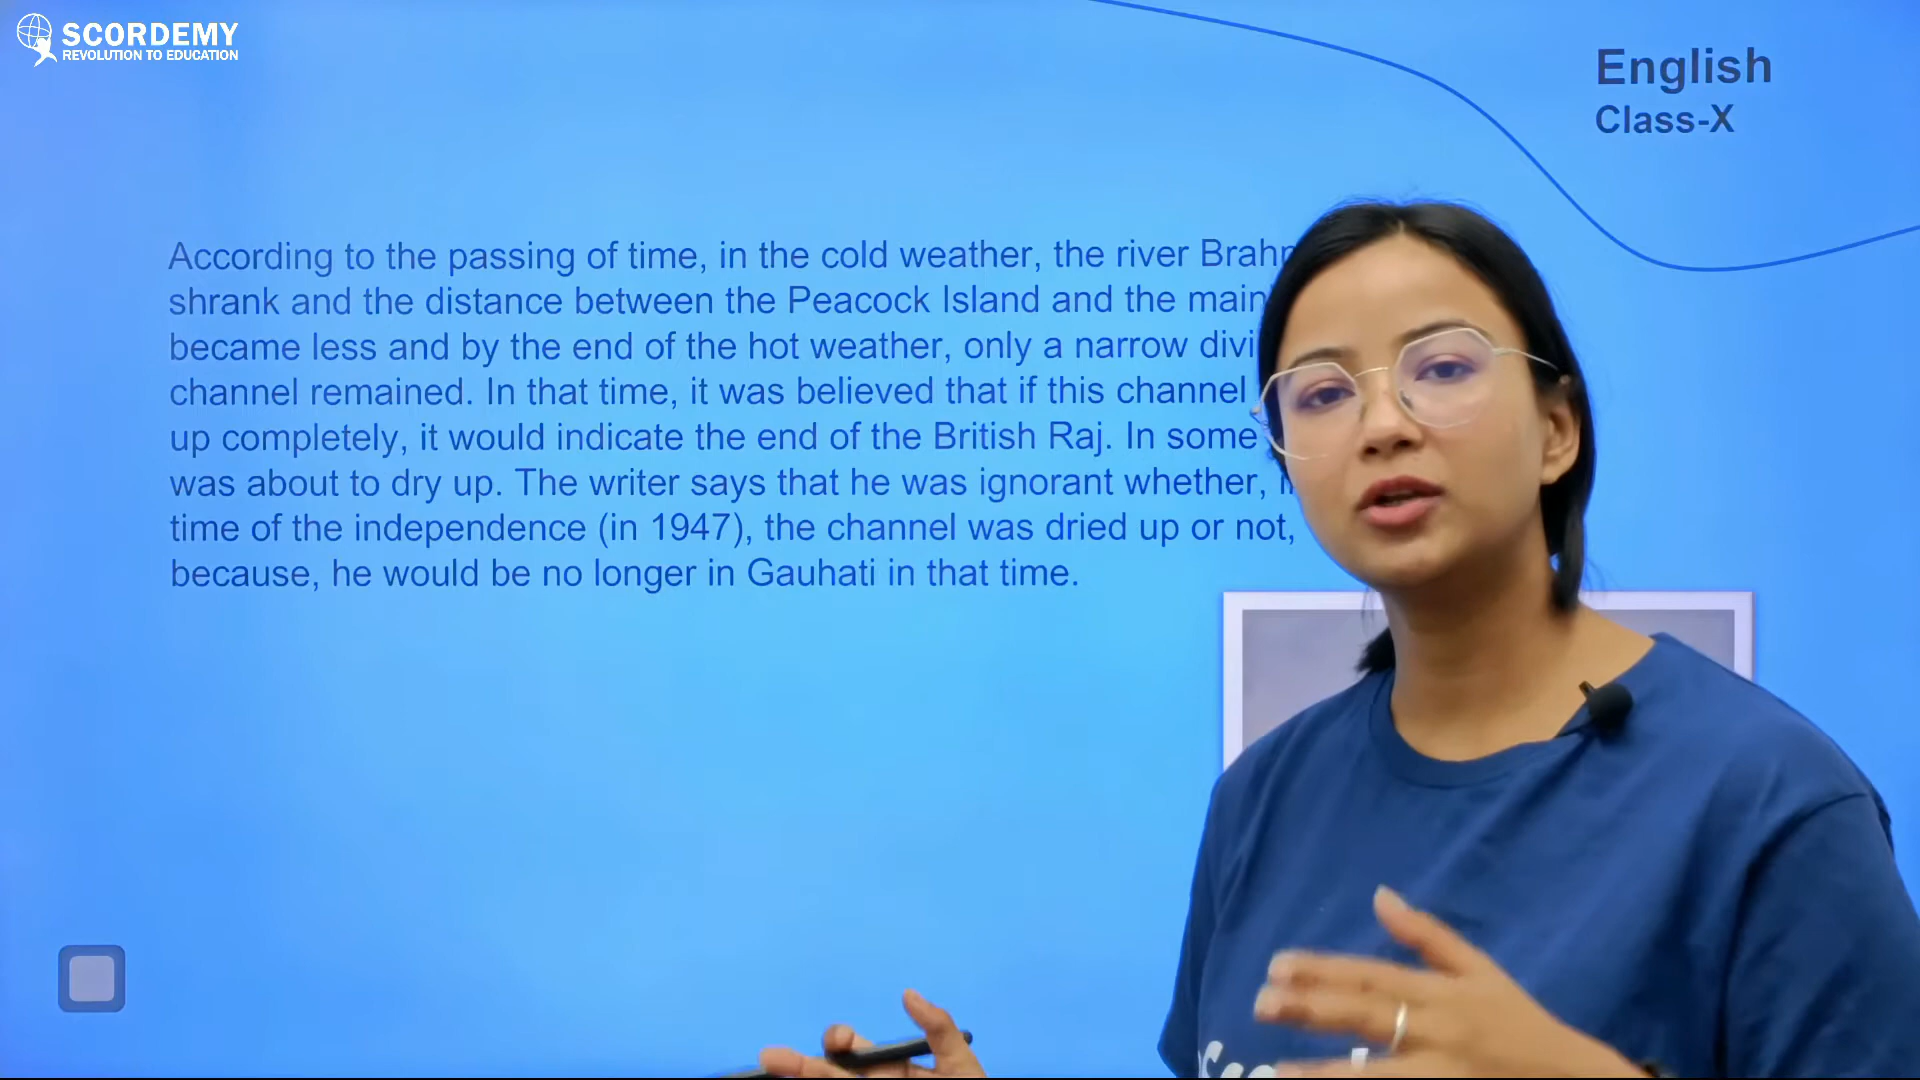 SCORDEMY
REVOLUTION TO EDUCATION
English
Class-X
According to the passing of time, in the cold weather, the river
shrank and the distance between the Peacock Island and the
became less and by the end of the hot weather, only a narrow
channel remained. In that time, it was believed that if this channel
up completely, it would indicate the end of the British Raj. In some
was about to dry up. The writer says that he was ignorant whether,
time of the independence (in 1947), the channel was dried up or not,
because, he would be no longer in Gauhati in that time.